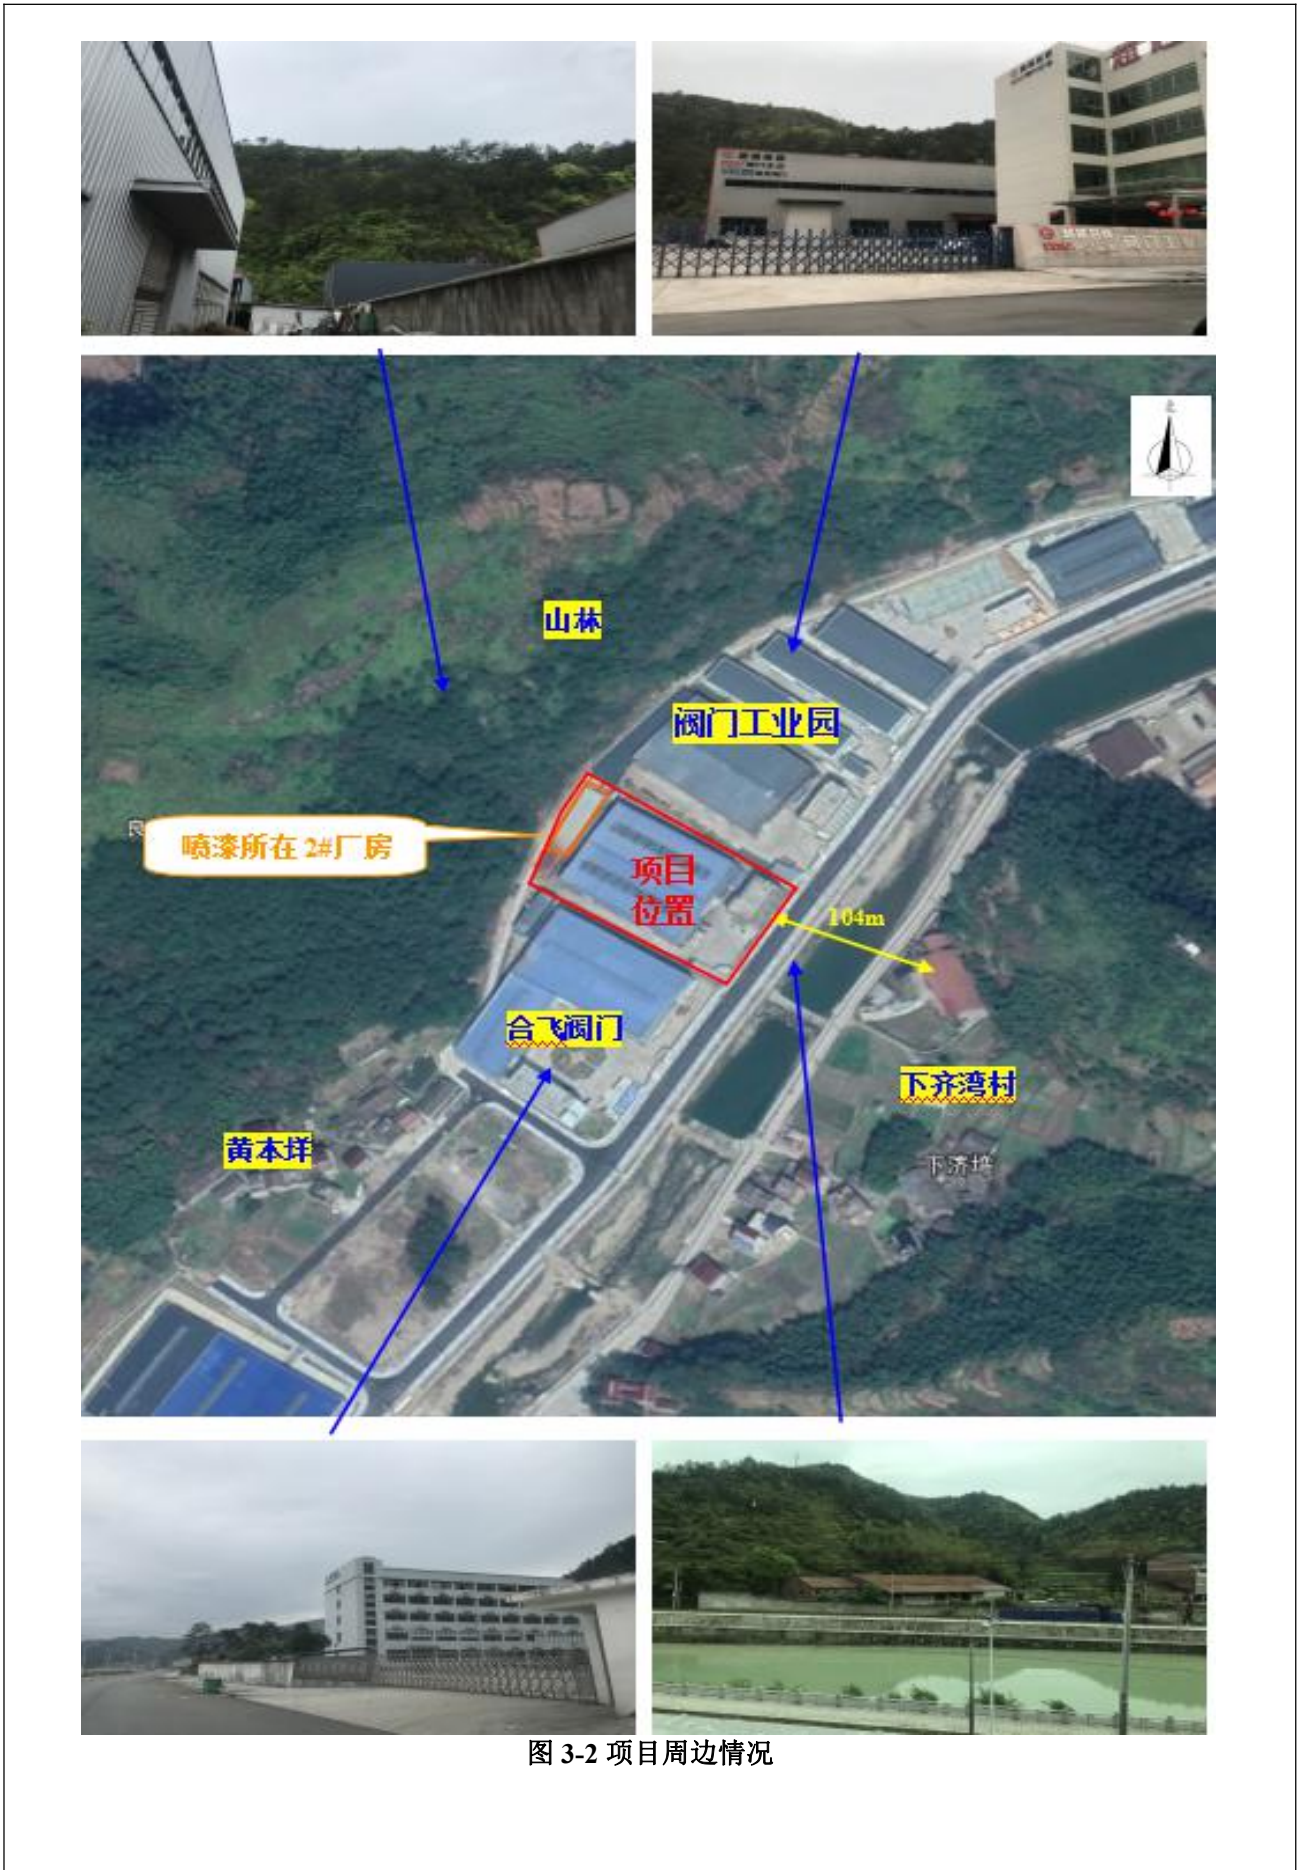 北
山林
阀门工业园
喷漆所在 2#厂房
项目
位置
104m
合飞阀门
下齐湾村
黄本垟
下济垟
图 3-2 项目周边情况